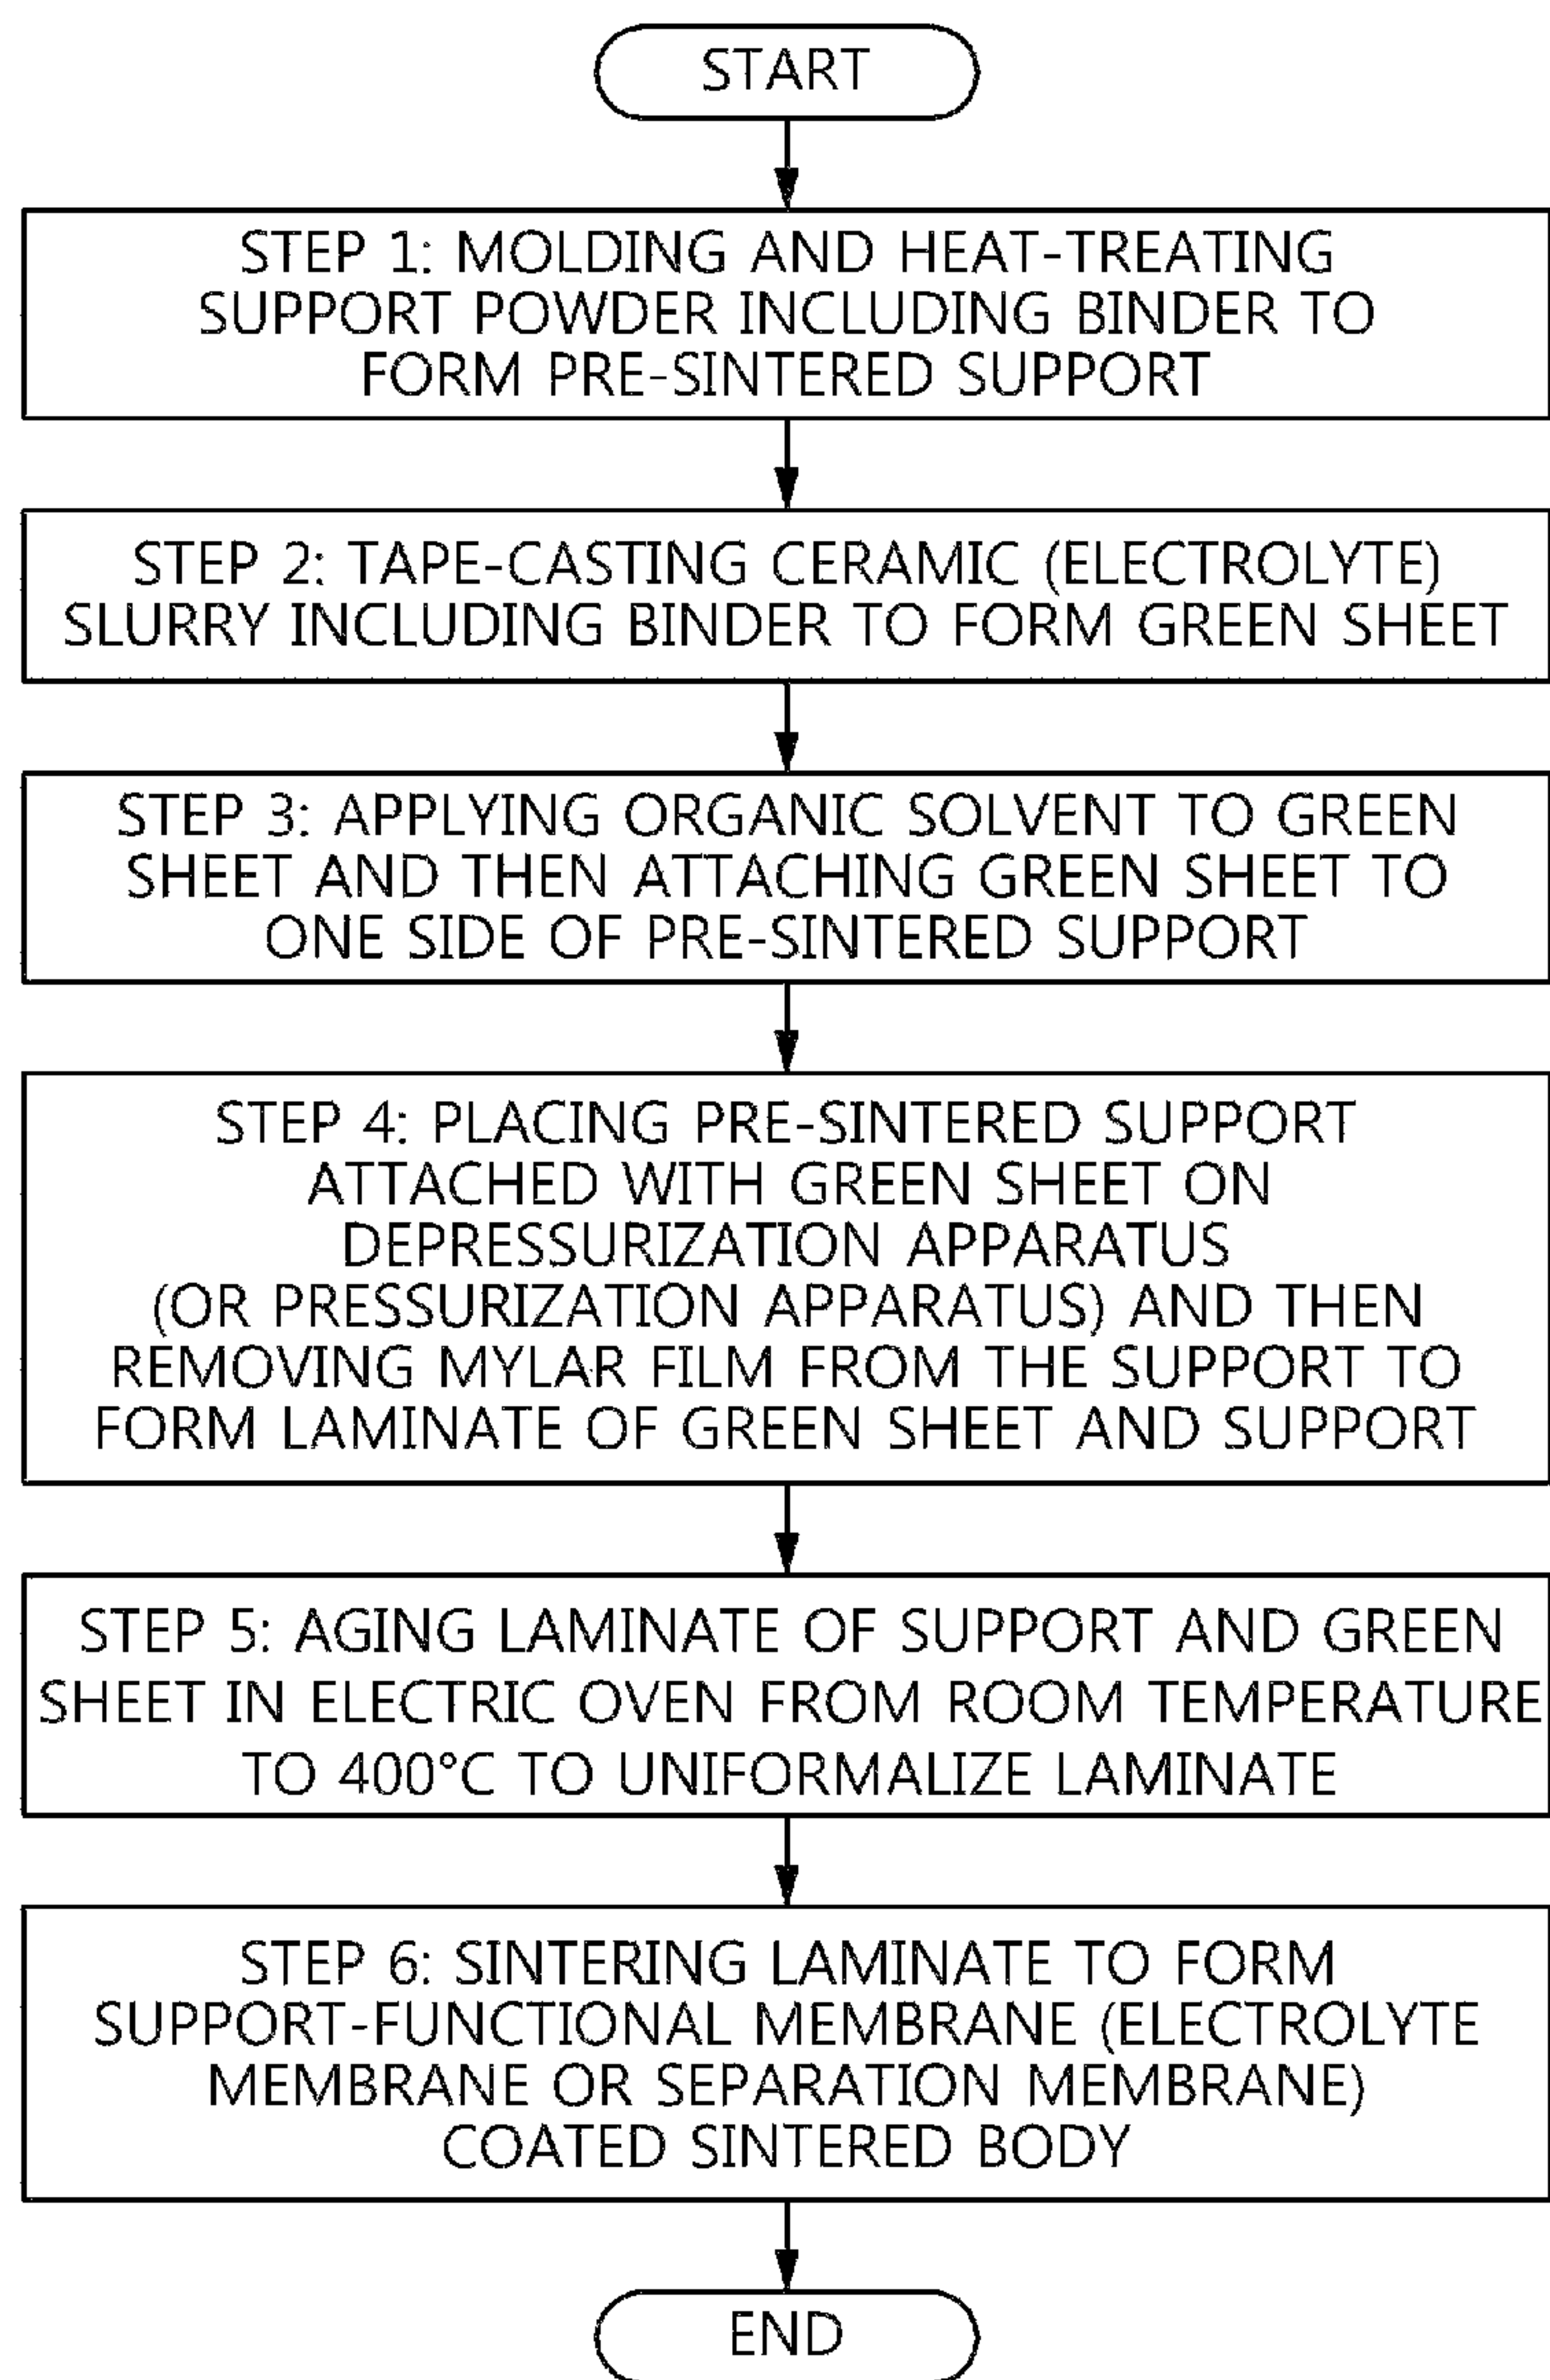 START
STEP 1: MOLDING AND HEAT-TREATING
SUPPORT POWDER INCLUDING BINDER TO
FORM PRE-SINTERED SUPPORT
STEP 2: TAPE-CASTING CERAMIC (ELECTROLYTE)
SLURRY INCLUDING BINDER TO FORM GREEN SHEET
STEP 3: APPLYING ORGANIC SOLVENT TO GREEN
SHEET AND THEN ATTACHING GREEN SHEET TO
ONE SIDE OF PRE-SINTERED SUPPORT
STEP 4: PLACING PRE-SINTERED SUPPORT
ATTACHED WITH GREEN SHEET ON
DEPRESSURIZATION APPARATUS
(OR PRESSURIZATION APPARATUS) AND THEN
REMOVING MYLAR FILM FROM THE SUPPORT TO
FORM LAMINATE OF GREEN SHEET AND SUPPORT
STEP 5: AGING LAMINATE OF SUPPORT AND GREEN
SHEET IN ELECTRIC OVEN FROM ROOM TEMPERATURE
TO 400°C TO UNIFORMALIZE LAMINATE
STEP 6: SINTERING LAMINATE TO FORM
SUPPORT-FUNCTIONAL MEMBRANE (ELECTROLYTE
MEMBRANE OR SEPARATION MEMBRANE)
COATED SINTERED BODY
END